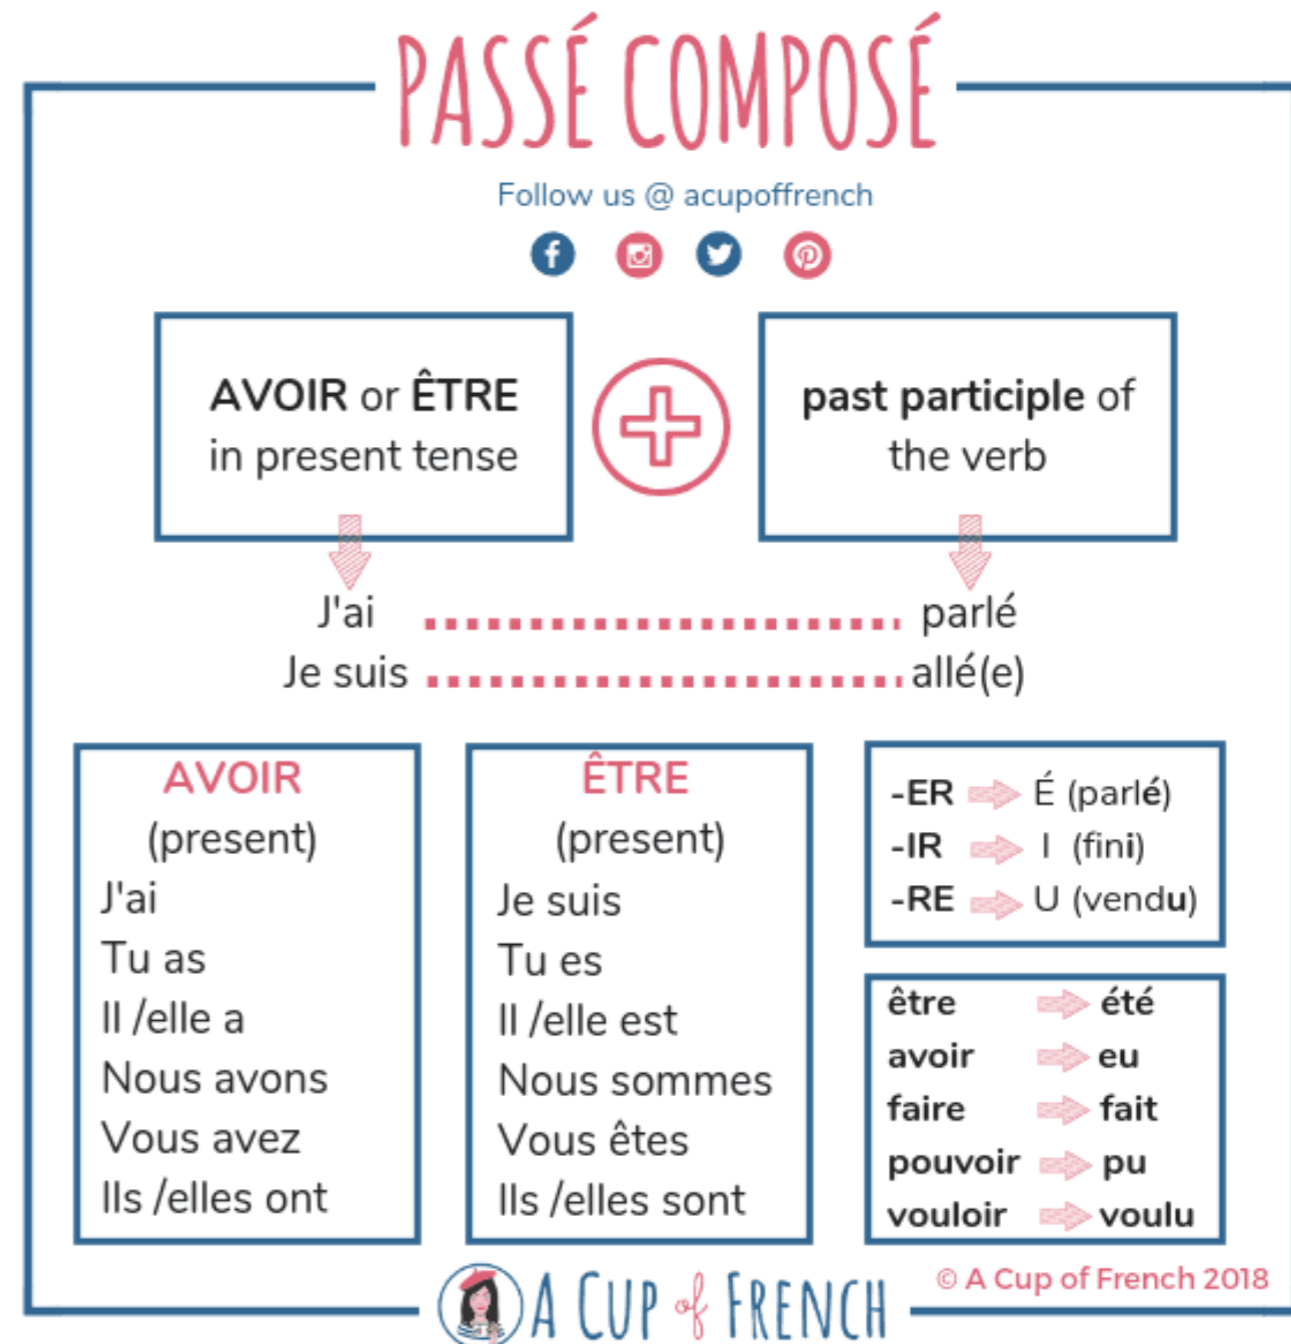 PASSÉ COMPOSÉ
Follow us @ acupoffrench
AVOIR or ÊTRE
in present tense
past participle of
the verb
J'ai parlé
Je suis allé(e)
AVOIR
(present)
J'ai
Tu as
Il /elle a
Nous avons
Vous avez
Ils /elles ont
ÊTRE
(present)
Je suis
Tu es
Il /elle est
Nous sommes
Vous êtes
Ils /elles sont
-ER É (parlé)
-IR I (fini)
-RE U (vendu)
être été
avoir eu
faire fait
pouvoir pu
vouloir voulu
© A Cup of French 2018
A CUP of FRENCH